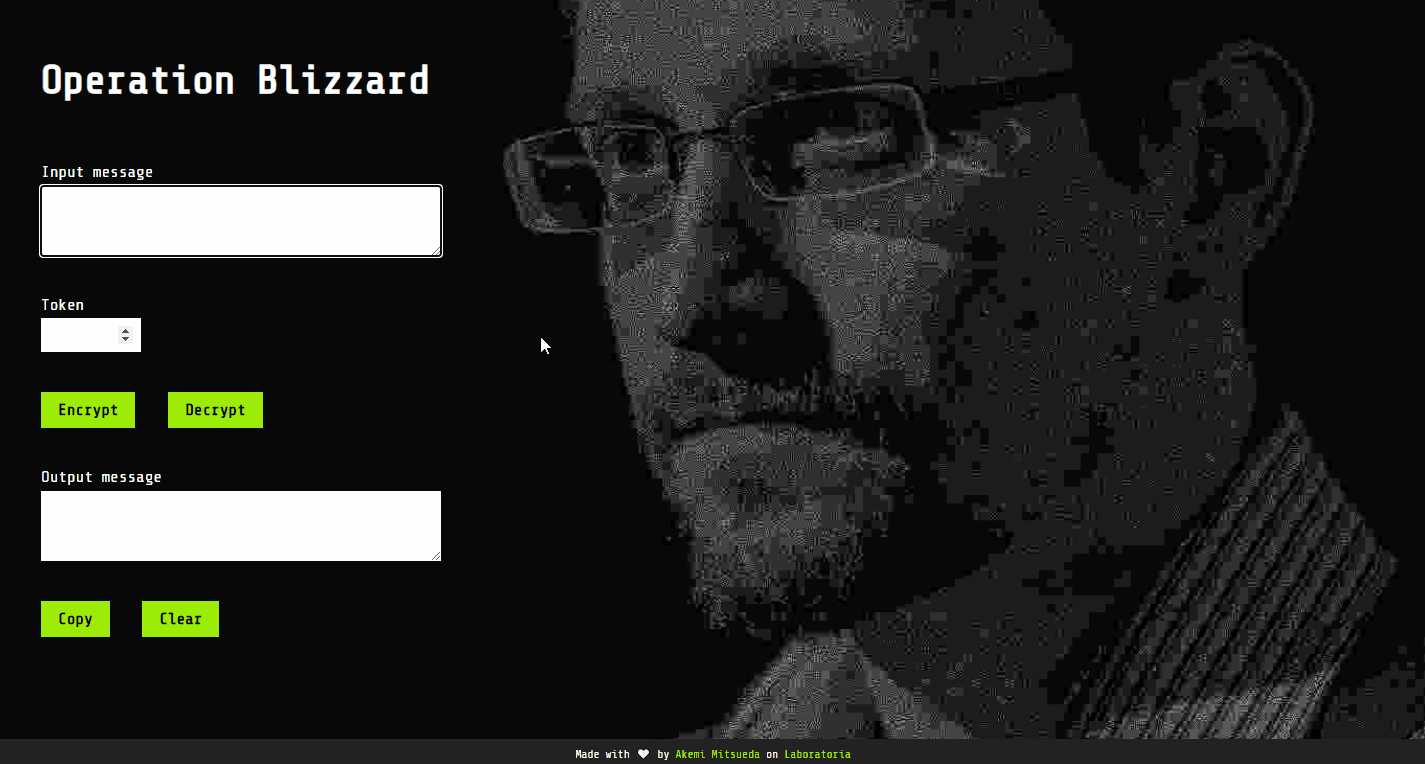 Operation Blizzard
Input message
Token
Encrypt Decrypt
Output message
Copy Clear
Made with ♥ by Akemi Mitsueda on Laboratoria